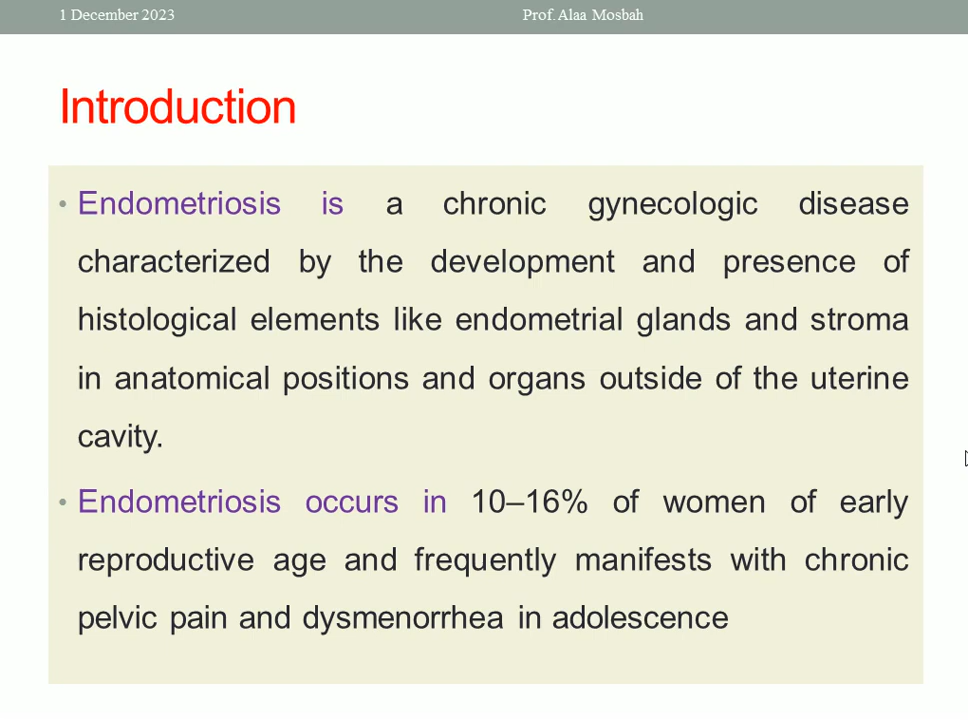 1 December 2023 Prof. Alaa Mosbah
Introduction
• Endometriosis is a chronic gynecologic disease
characterized by the development and presence of
histological elements like endometrial glands and stroma
in anatomical positions and organs outside of the uterine
cavity.
• Endometriosis occurs in 10–16% of women of early
reproductive age and frequently manifests with chronic
pelvic pain and dysmenorrhea in adolescence